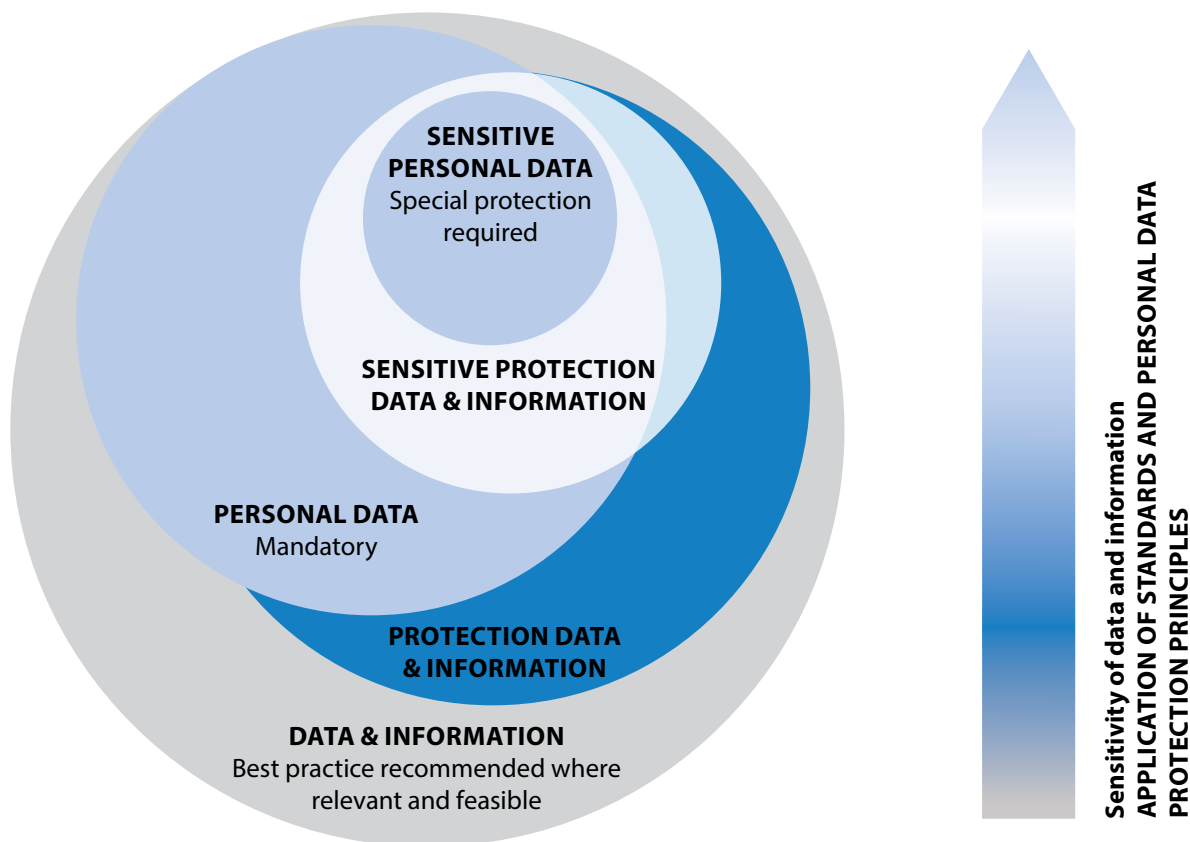 SENSITIVE
PERSONAL DATA
Special protection
required
SENSITIVE PROTECTION
DATA & INFORMATION
PERSONAL DATA
Mandatory
PROTECTION DATA
& INFORMATION
DATA & INFORMATION
Best practice recommended where
relevant and feasible
Sensitivity of data and information
APPLICATION OF STANDARDS AND PERSONAL DATA
PROTECTION PRINCIPLES